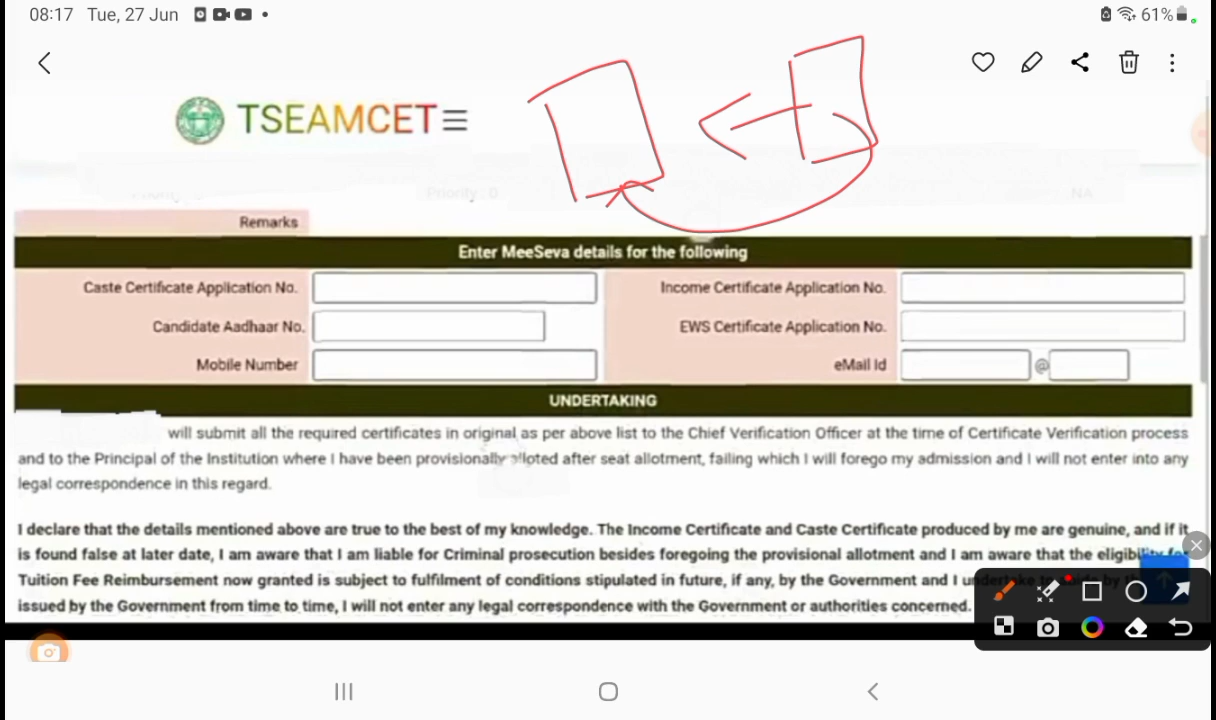 08:17 Tue, 27 Jun
61%
TSEAMCET
Priority : 0
NA
Remarks
Enter MeeSeva details for the following
Caste Certificate Application No.
Income Certificate Application No.
Candidate Aadhaar No.
EWS Certificate Application No.
Mobile Number
eMail Id
@
UNDERTAKING
will submit all the required certificates in original as per above list to the Chief Verification Officer at the time of Certificate Verification process
and to the Principal of the Institution where I have been provisionally alloted after seat allotment, failing which I will forego my admission and I will not enter into any
legal correspondence in this regard.
I declare that the details mentioned above are true to the best of my knowledge. The Income Certificate and Caste Certificate produced by me are genuine, and if it
is found false at later date, I am aware that I am liable for Criminal prosecution besides foregoing the provisional allotment and I am aware that the eligibility for
Tuition Fee Reimbursement now granted is subject to fulfilment of conditions stipulated in future, if any, by the Government and I
issued by the Government from time to time, I will not enter any legal correspondence with the Government or authorities concerned.